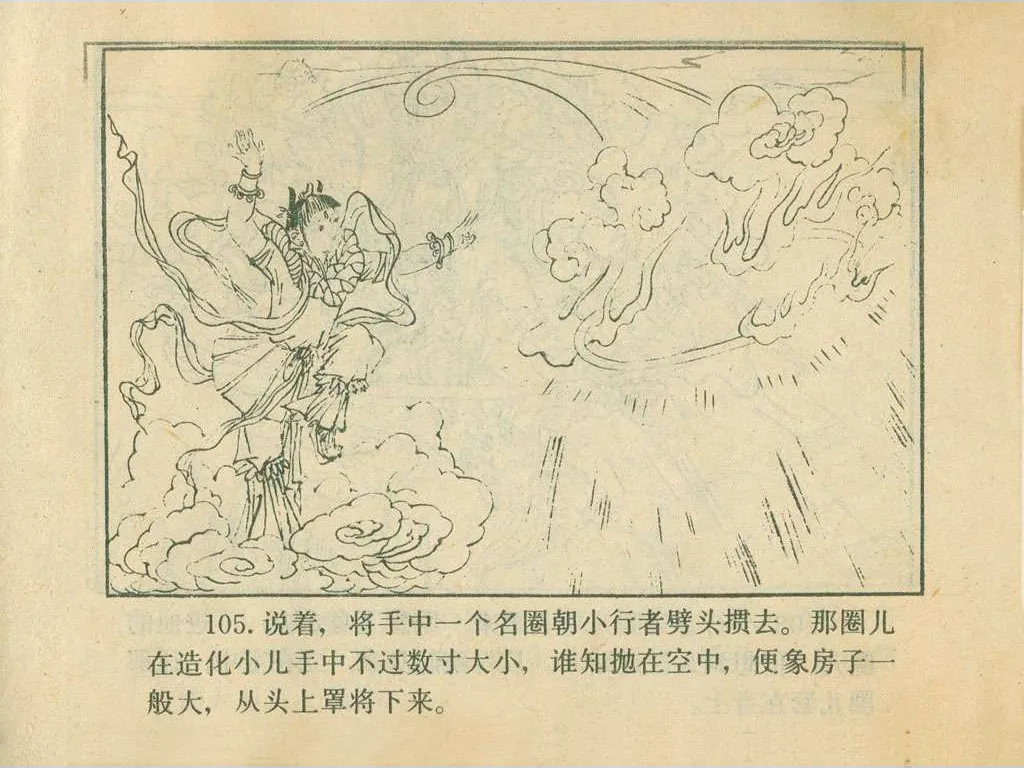 105. 说着，将手中一个名圈朝小行者劈头掼去。那圈儿
在造化小儿手中不过数寸大小，谁知抛在空中，便象房子一
般大，从头上罩将下来。